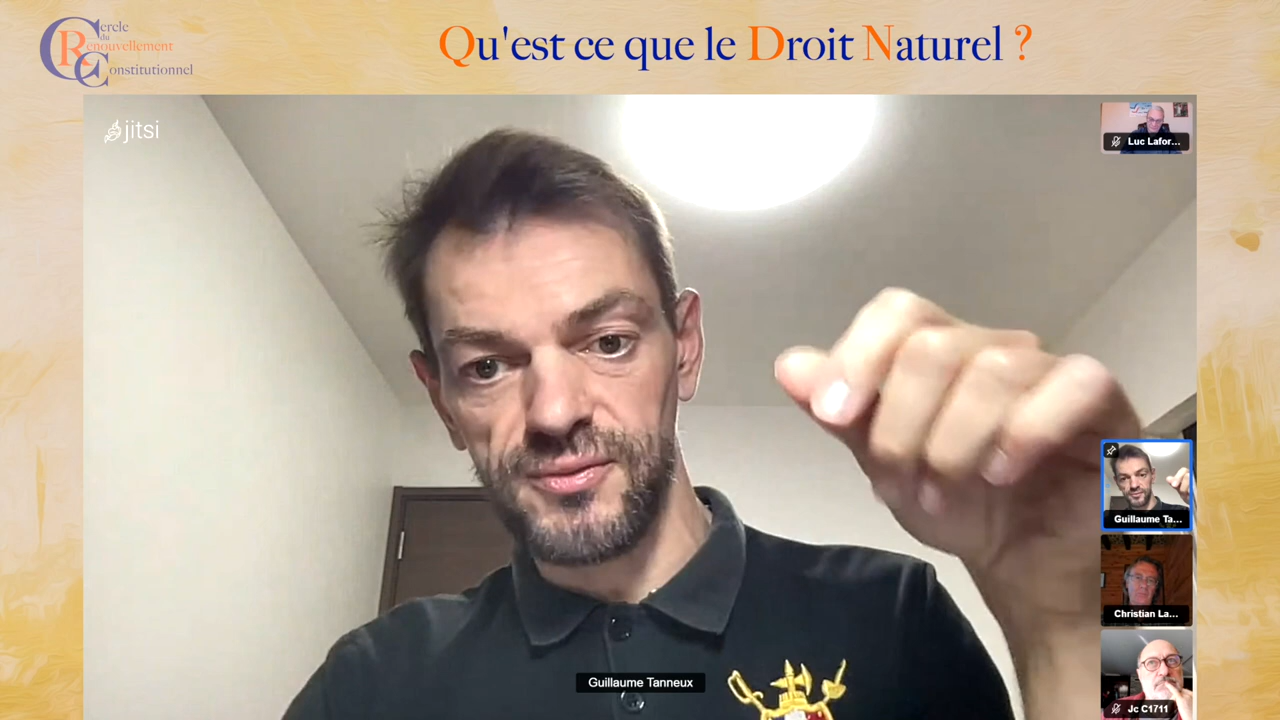 Cercle
du
Renouvellement
Constitutionnel
Qu'est ce que le Droit Naturel ?
jitsi
Luc Lafor...
Guillaume Ta...
Christian La...
Guillaume Tanneux
Jc C1711